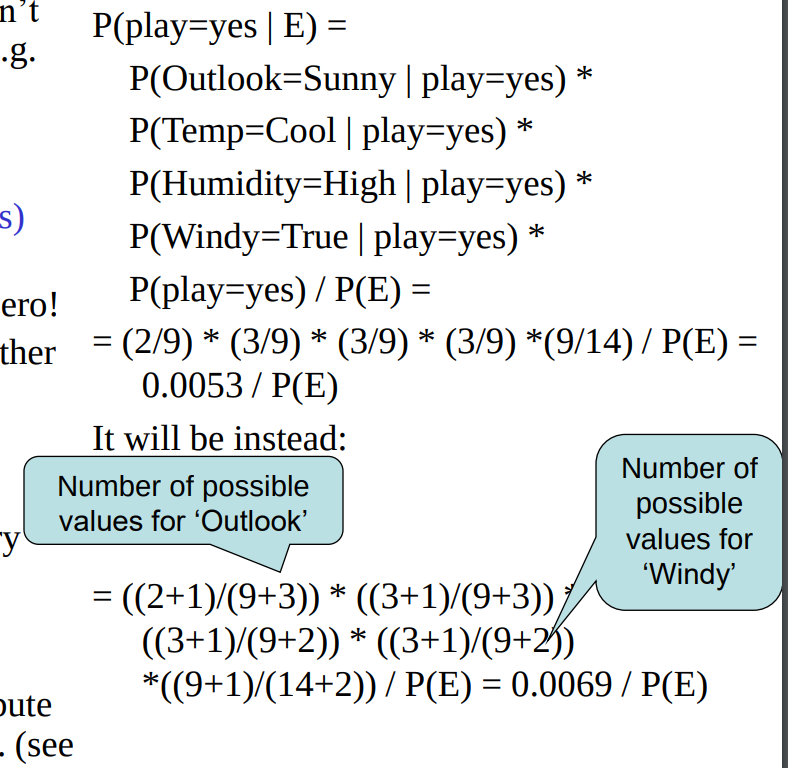 n’t
.g.
s)
ero!
ther
ry
oute
. (see
P(play=yes | E) =
P(Outlook=Sunny | play=yes) *
P(Temp=Cool | play=yes) *
P(Humidity=High | play=yes) *
P(Windy=True | play=yes) *
P(play=yes) / P(E) =
= (2/9) * (3/9) * (3/9) * (3/9) *(9/14) / P(E) =
0.0053 / P(E)
It will be instead:
Number of possible
values for ‘Outlook’
Number of
possible
values for
‘Windy’
= ((2+1)/(9+3)) * ((3+1)/(9+3)) *
((3+1)/(9+2)) * ((3+1)/(9+2))
*((9+1)/(14+2)) / P(E) = 0.0069 / P(E)